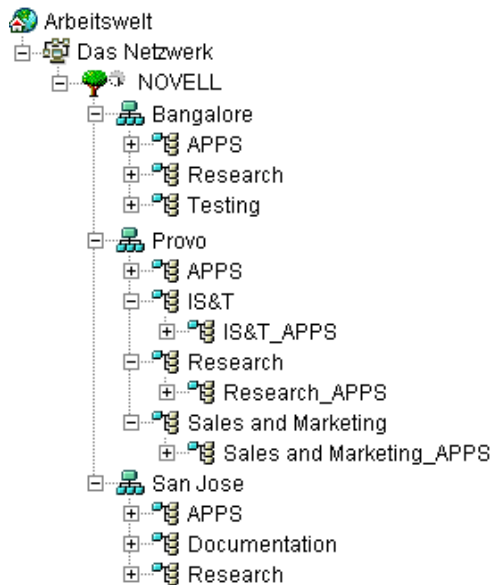 Arbeitswelt
Das Netzwerk
NOVELL
Bangalore
APPS
Research
Testing
Provo
APPS
IS&T
IS&T_APPS
Research
Research_APPS
Sales and Marketing
Sales and Marketing_APPS
San Jose
APPS
Documentation
Research